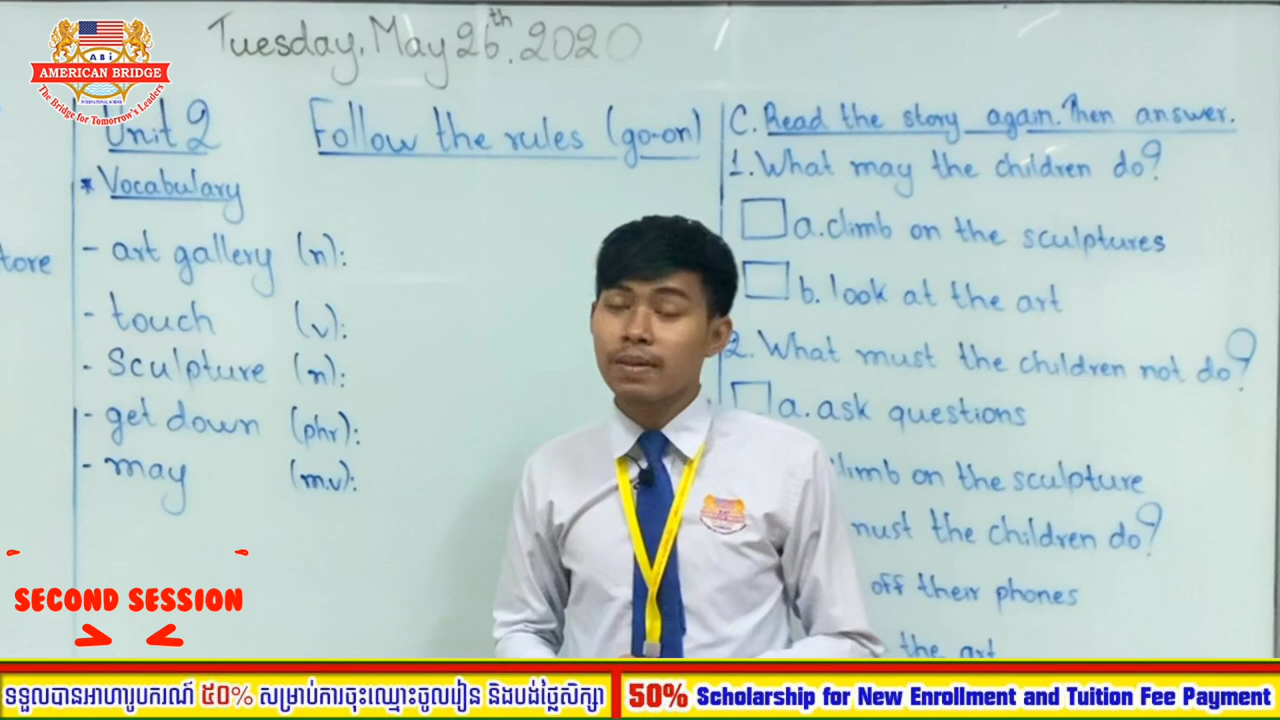 ABi
AMERICAN BRIDGE
INTERNATIONAL SCHOOL
The Bridge for Tomorrow's Leaders
Tuesday, May 26th, 2020
Unit 2
Follow the rules (go-on)
* Vocabulary
- art gallery (n):
- touch (v):
- Sculpture (n):
- get down (phr):
- may (m.v):
tore
C. Read the story again. Then answer.
1. What may the children do?
a. climb on the sculptures
b. look at the art
2. What must the children not do?
a. ask questions
limb on the sculpture
must the children do?
off their phones
the art
SECOND SESSION
ទទួលបានអាហារូបករណ៍ ៥០% សម្រាប់ការចុះឈ្មោះចូលរៀន និងបង់ថ្លៃសិក្សា
50% Scholarship for New Enrollment and Tuition Fee Payment